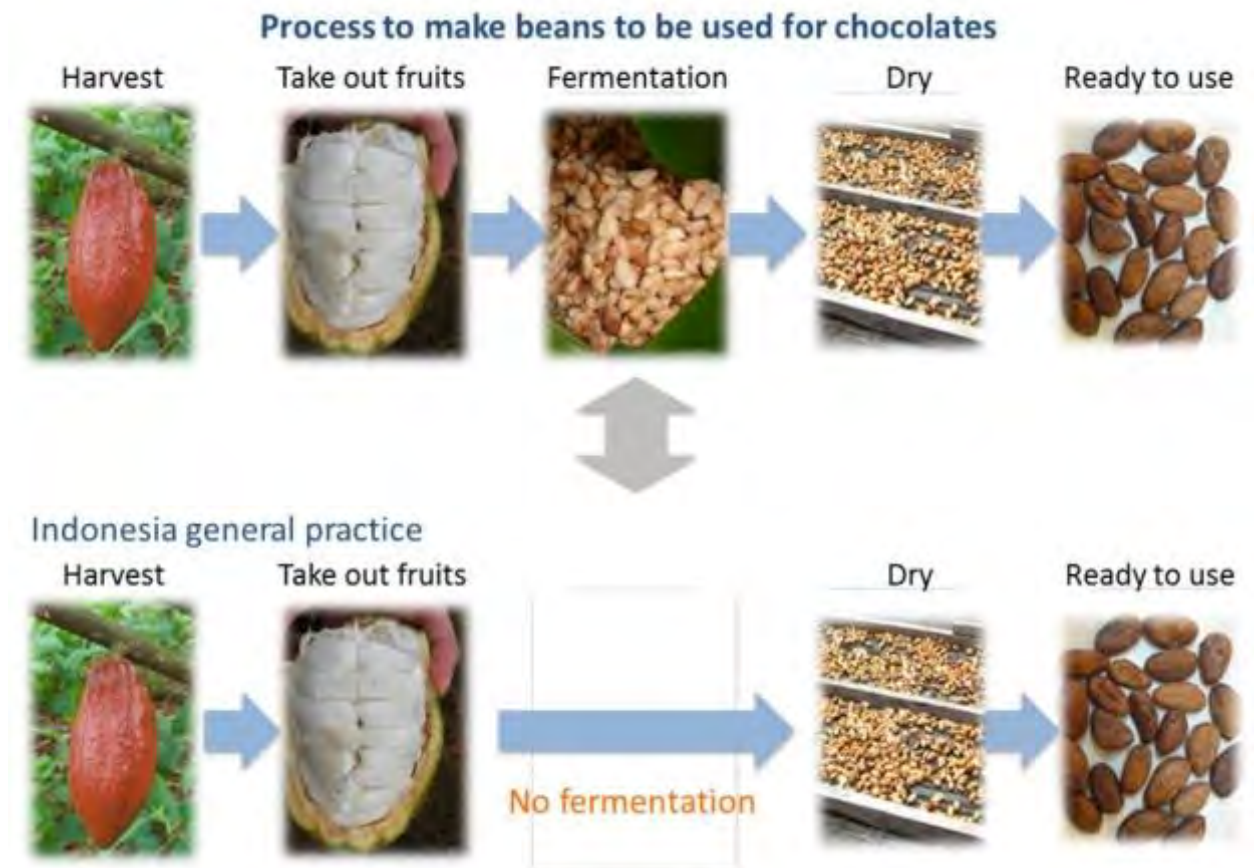 Process to make beans to be used for chocolates
Harvest
Take out fruits
Fermentation
Dry
Ready to use
Indonesia general practice
Harvest
Take out fruits
Dry
Ready to use
No fermentation